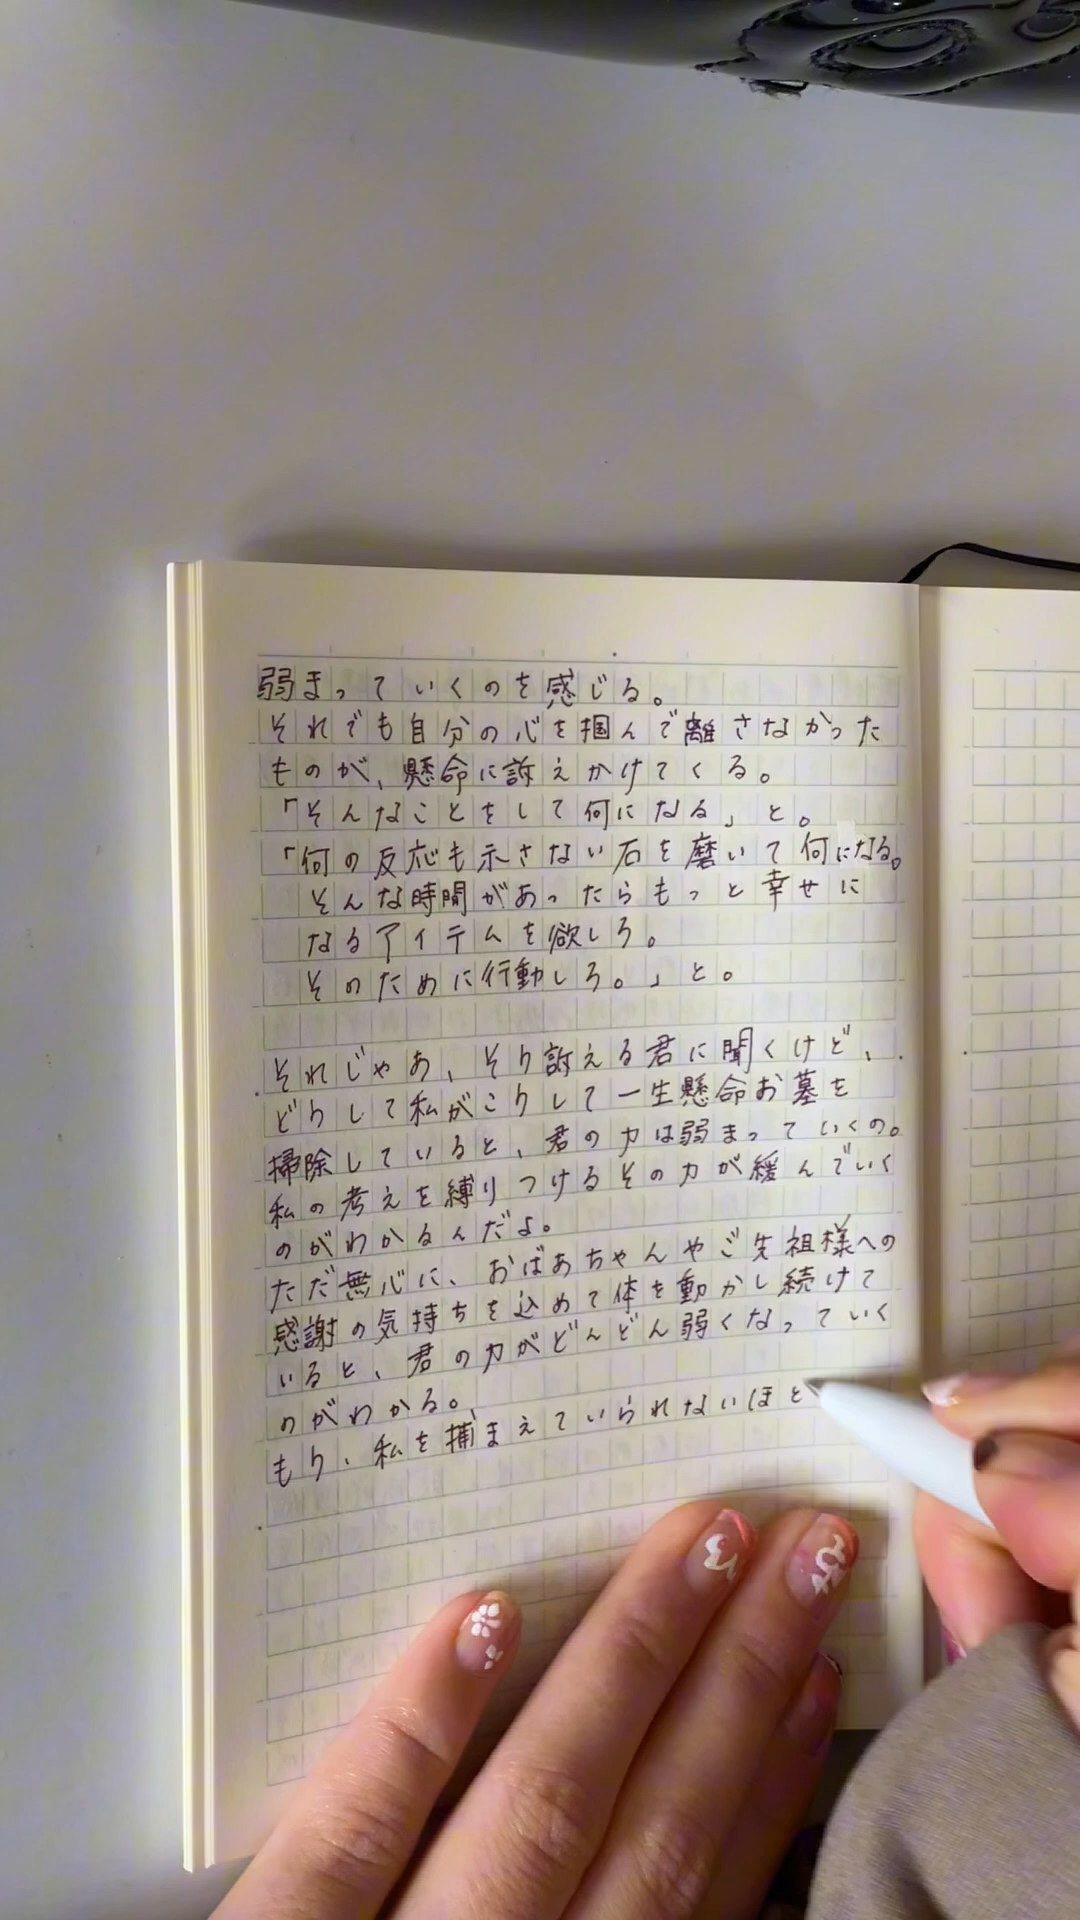 弱まっていくのを感じる。
それでも自分の心を掴んで離さなかった
ものが、懸命に訴えかけてくる。
「そんなことをして何になる」と。
「何の反応も示さない石を磨いて何になる。
そんな時間があったらもっと幸せに
なるアイテムを欲しろ。
そのために行動しろ。」と。
それじゃあ、そう訴える君に聞くけど、
どうして私がこうして一生懸命お墓を
掃除していると、君の力は弱まっていくの。
私の考えを縛りつけるその力が緩んでいく
のがわかるんだよ。
ただ無心に、おばあちゃんやご先祖様への
感謝の気持ちを込めて体を動かし続けて
いると、君の力がどんどん弱くなっていく
のがわかる。
もう、私を捕まえていられないほと